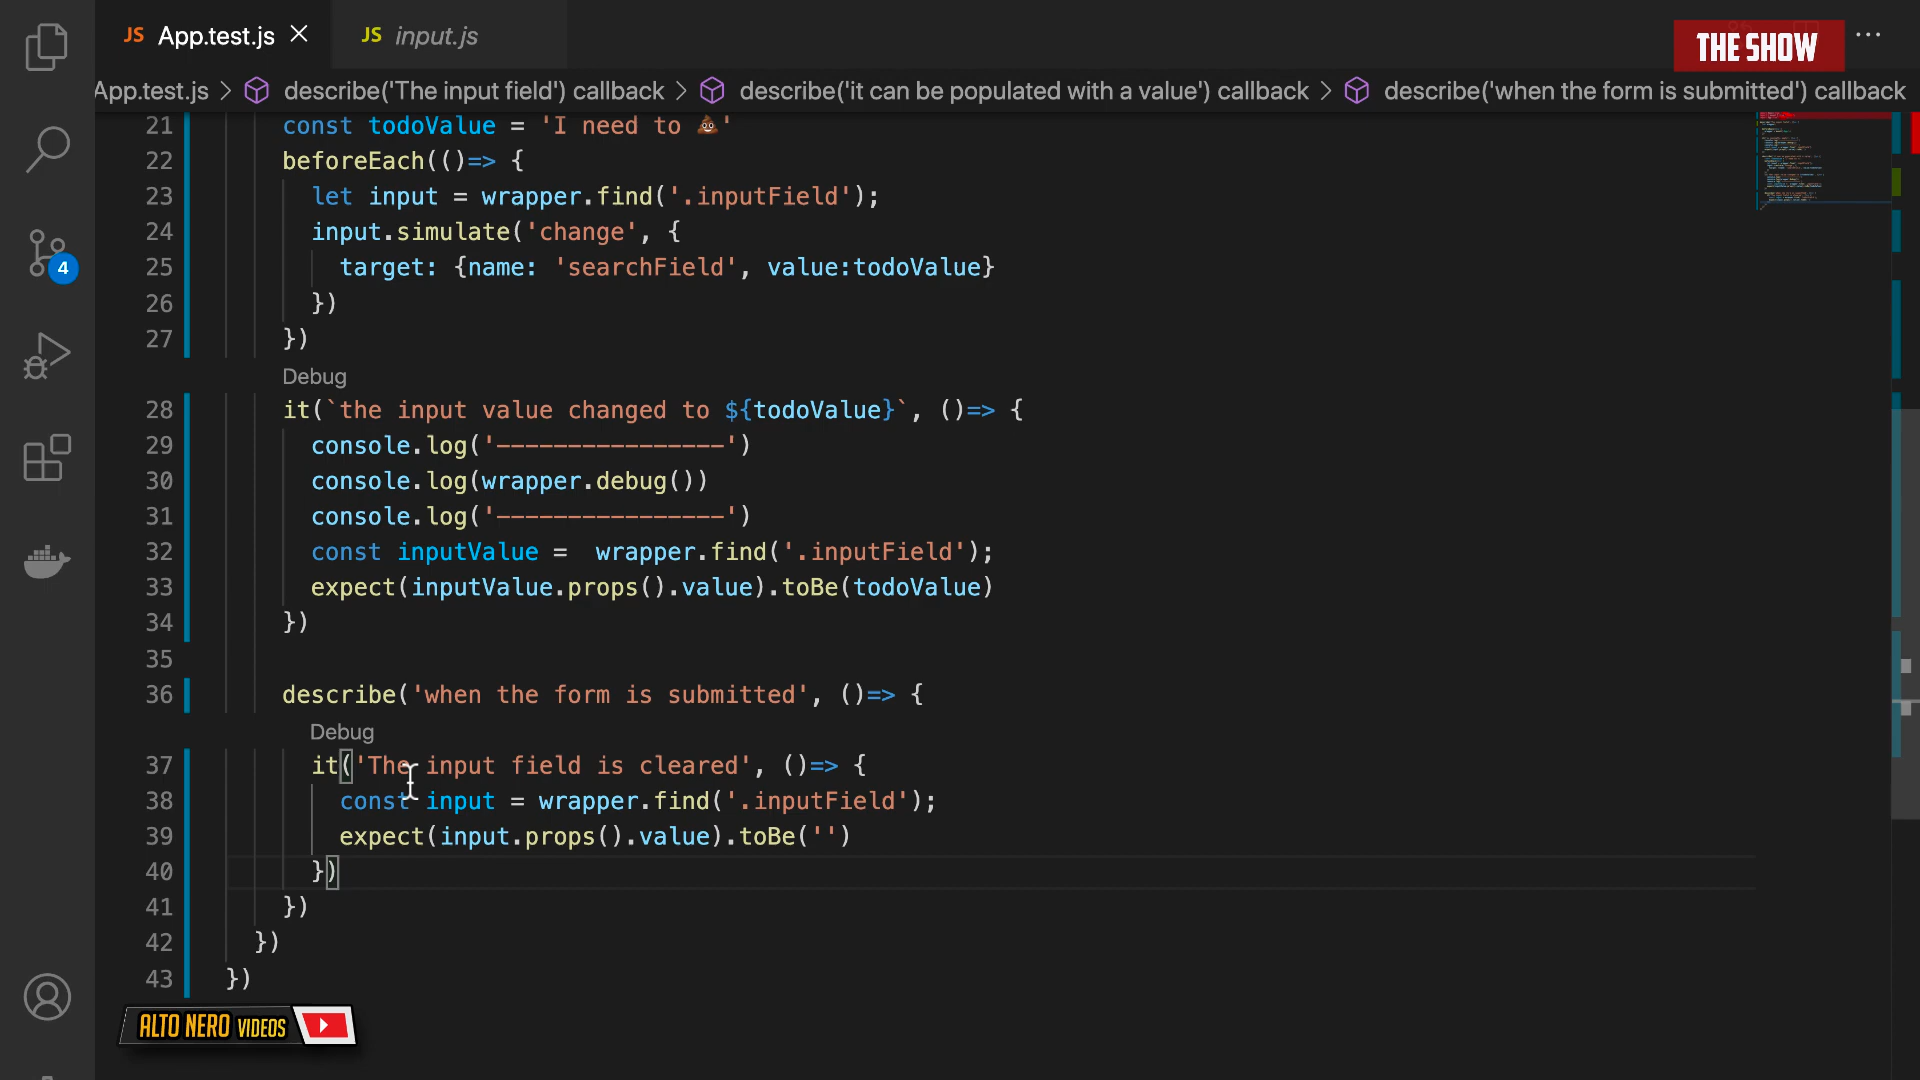 JS App.test.js
JS input.js
THE SHOW
App.test.js > describe('The input field') callback > describe('it can be populated with a value') callback > describe('when the form is submitted') callback
21 const todoValue = 'I need to 💩'
22 beforeEach(()=> {
23 let input = wrapper.find('.inputField');
24 input.simulate('change', {
25 target: {name: 'searchField', value:todoValue}
26 })
27 })
Debug
28 it(`the input value changed to ${todoValue}`, ()=> {
29 console.log('----------------')
30 console.log(wrapper.debug())
31 console.log('----------------')
32 const inputValue =  wrapper.find('.inputField');
33 expect(inputValue.props().value).toBe(todoValue)
34 })
35
36 describe('when the form is submitted', ()=> {
Debug
37 it('The input field is cleared', ()=> {
38 const input = wrapper.find('.inputField');
39 expect(input.props().value).toBe('')
40 })
41 })
42 })
43 })
4
ALTO NERO VIDEOS